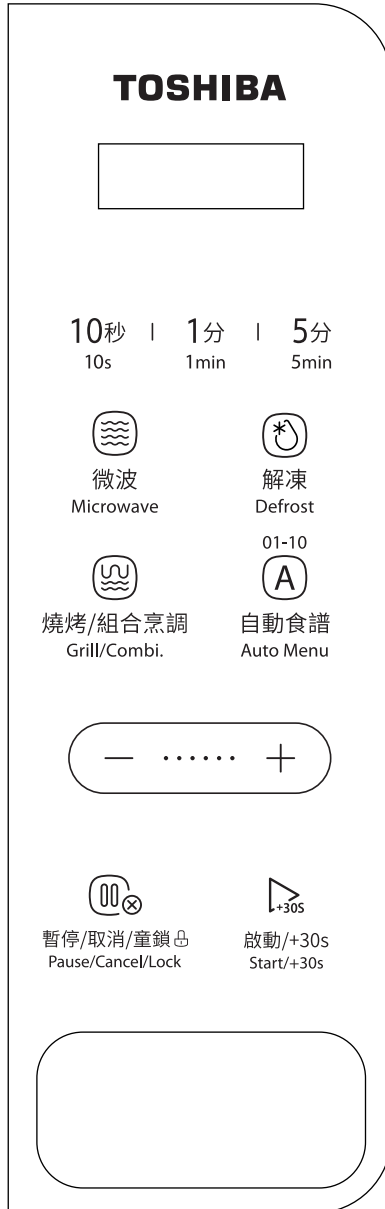 TOSHIBA
10秒 | 1分 | 5分
10s 1min 5min
微波 解凍
Microwave Defrost
01-10
A
燒烤/組合烹調 自動食譜
Grill/Combi. Auto Menu
− ...... +
+30S
暫停/取消/童鎖 啟動/+30s
Pause/Cancel/Lock Start/+30s